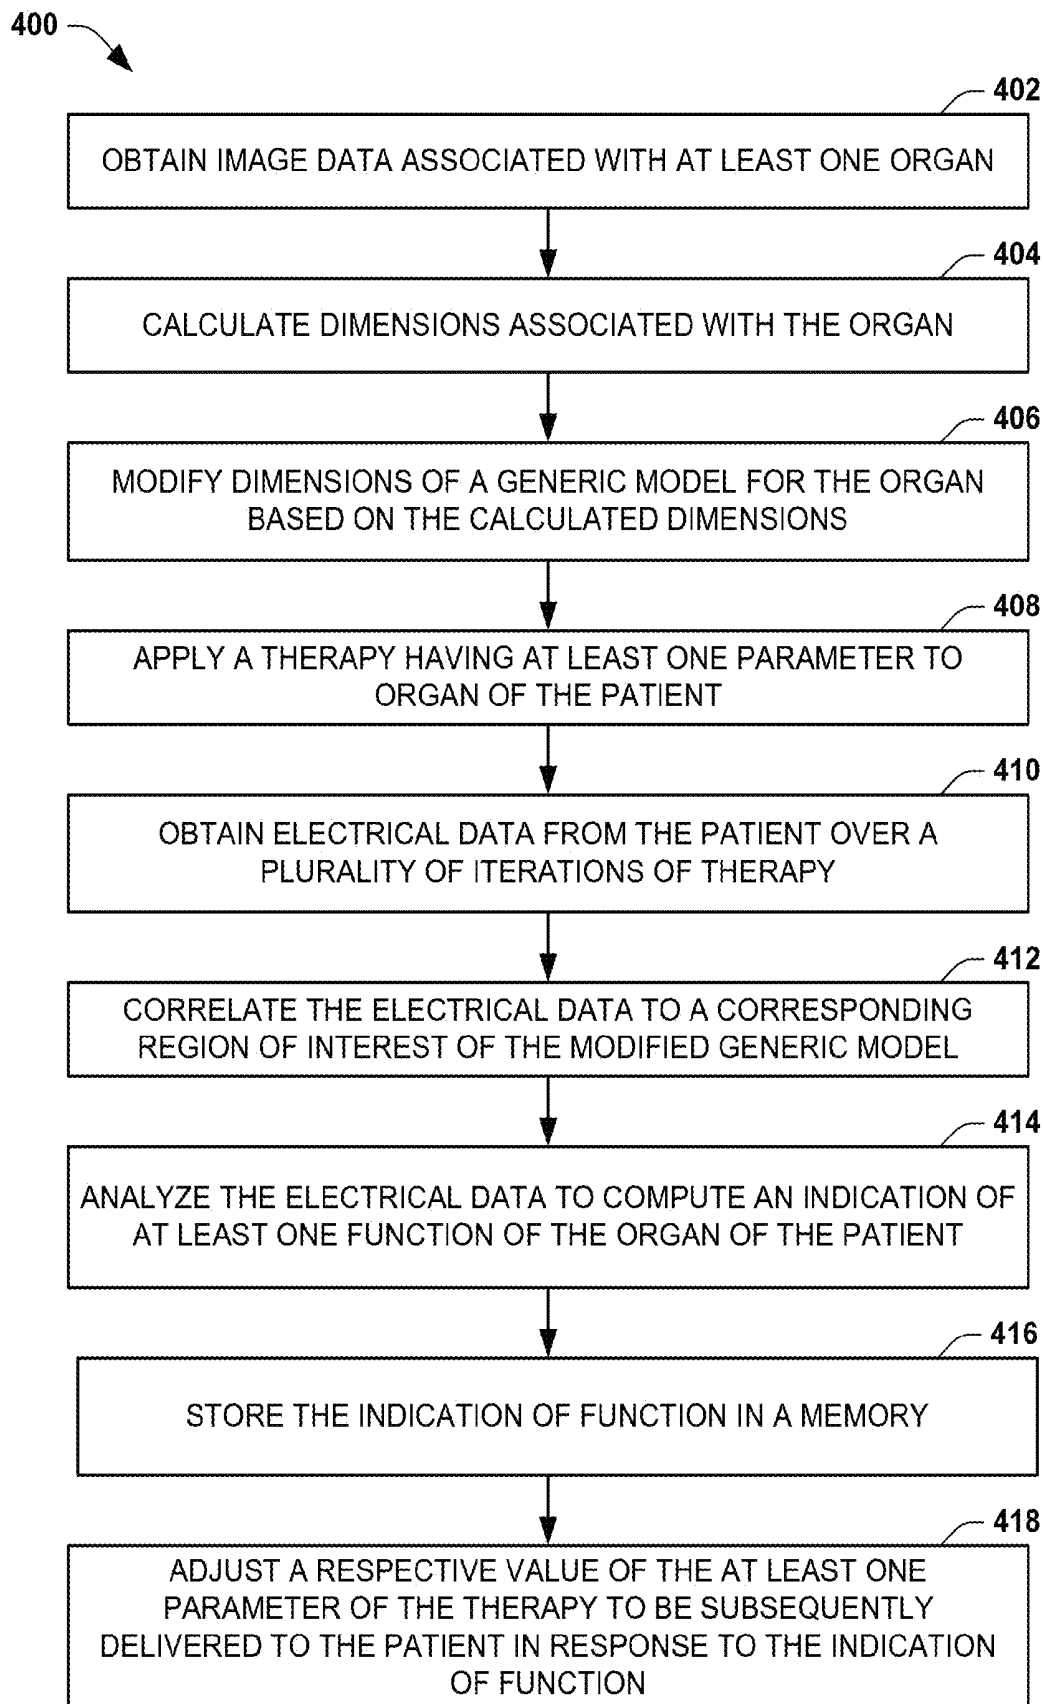 400
402
OBTAIN IMAGE DATA ASSOCIATED WITH AT LEAST ONE ORGAN
404
CALCULATE DIMENSIONS ASSOCIATED WITH THE ORGAN
406
MODIFY DIMENSIONS OF A GENERIC MODEL FOR THE ORGAN
BASED ON THE CALCULATED DIMENSIONS
408
APPLY A THERAPY HAVING AT LEAST ONE PARAMETER TO
ORGAN OF THE PATIENT
410
OBTAIN ELECTRICAL DATA FROM THE PATIENT OVER A
PLURALITY OF ITERATIONS OF THERAPY
412
CORRELATE THE ELECTRICAL DATA TO A CORRESPONDING
REGION OF INTEREST OF THE MODIFIED GENERIC MODEL
414
ANALYZE THE ELECTRICAL DATA TO COMPUTE AN INDICATION OF
AT LEAST ONE FUNCTION OF THE ORGAN OF THE PATIENT
416
STORE THE INDICATION OF FUNCTION IN A MEMORY
418
ADJUST A RESPECTIVE VALUE OF THE AT LEAST ONE
PARAMETER OF THE THERAPY TO BE SUBSEQUENTLY
DELIVERED TO THE PATIENT IN RESPONSE TO THE INDICATION
OF FUNCTION